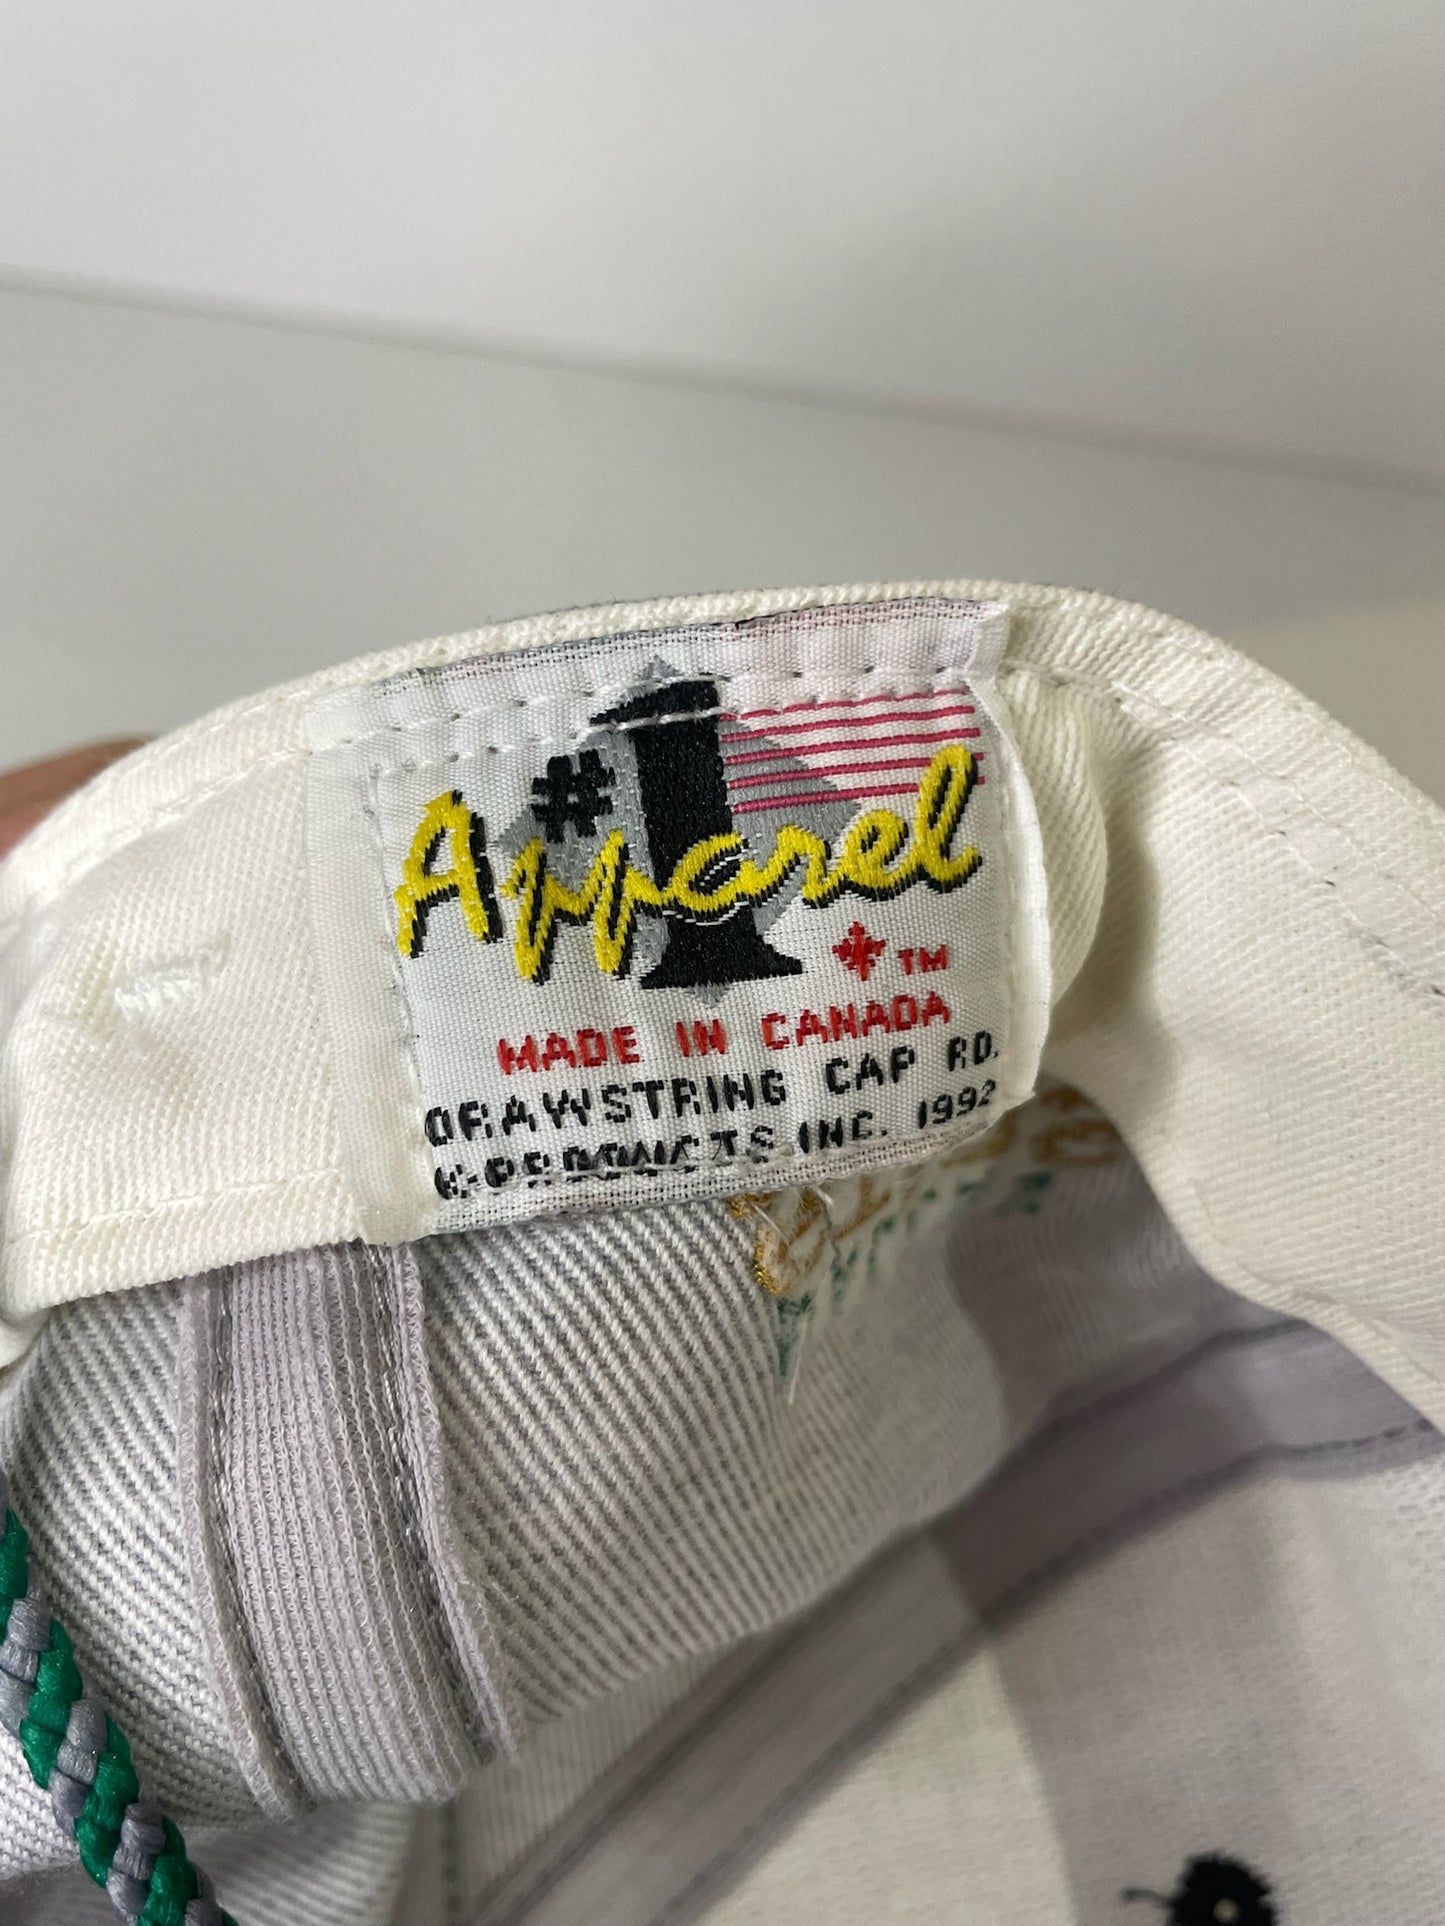 #1 Apparel
TM
MADE IN CANADA
DRAWSTRING CAP RD.
PRODUCTS INC. 1992